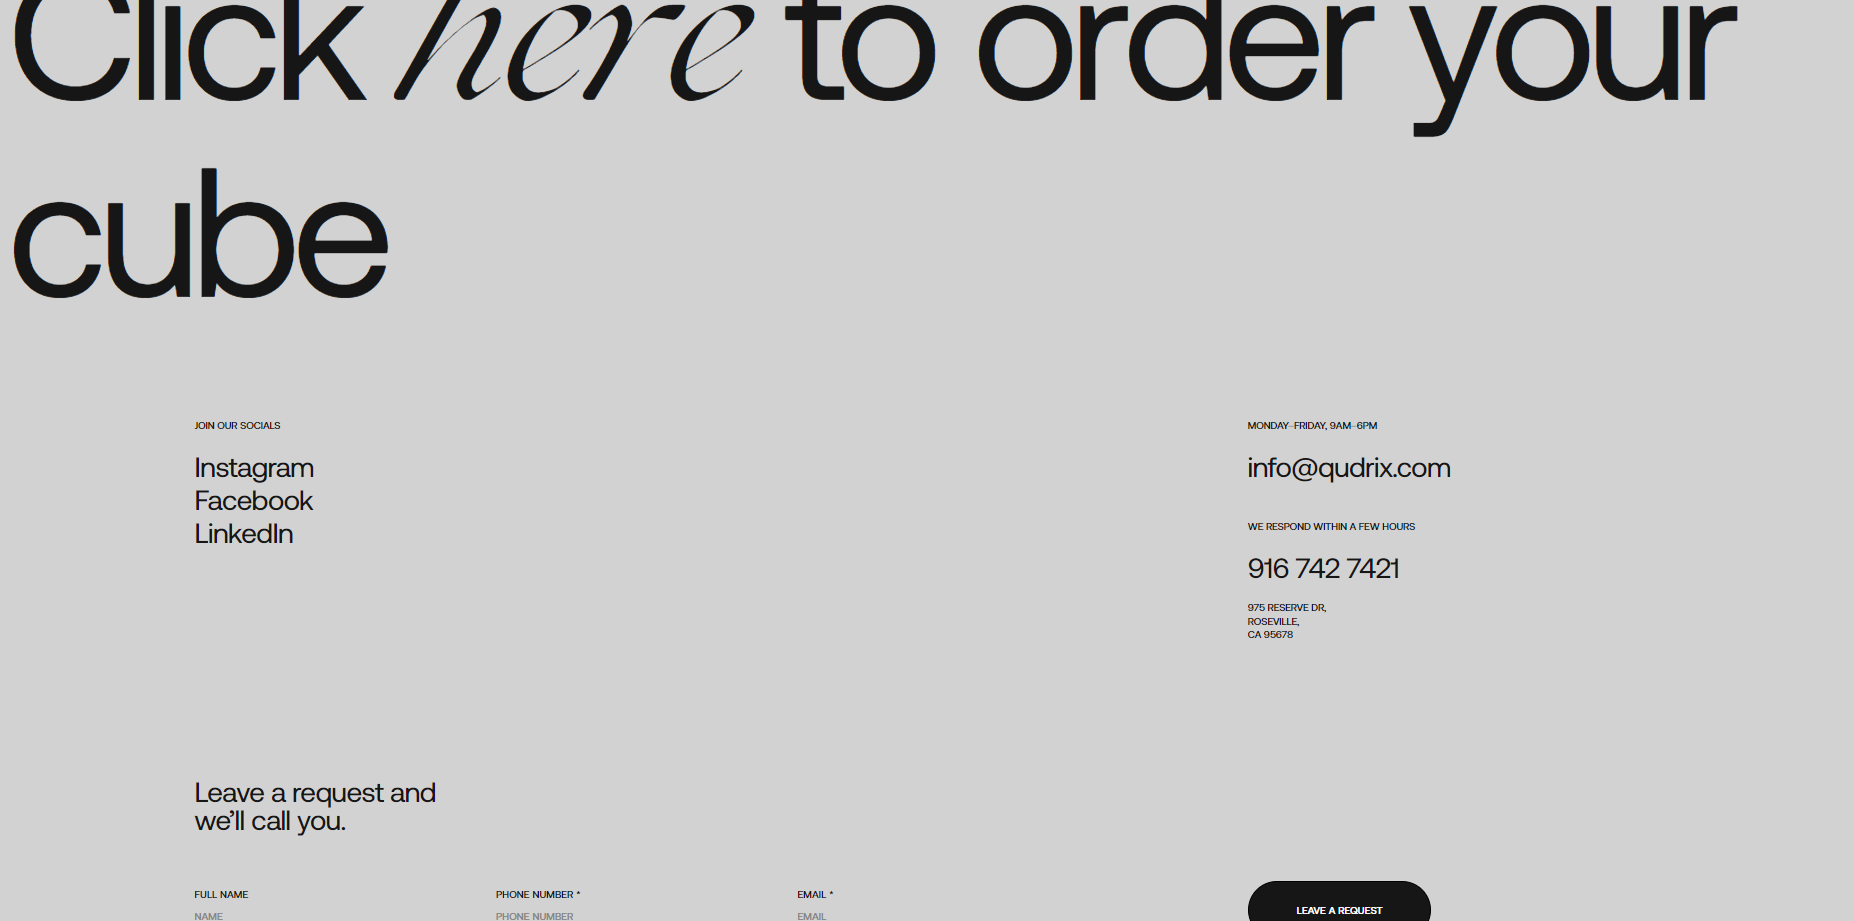 Click here to order your
cube
JOIN OUR SOCIALS
Instagram
Facebook
LinkedIn
MONDAY–FRIDAY, 9AM–6PM
info@qudrix.com
WE RESPOND WITHIN A FEW HOURS
916 742 7421
975 RESERVE DR,
ROSEVILLE,
CA 95678
Leave a request and
we’ll call you.
FULL NAME
NAME
PHONE NUMBER *
PHONE NUMBER
EMAIL *
EMAIL
LEAVE A REQUEST